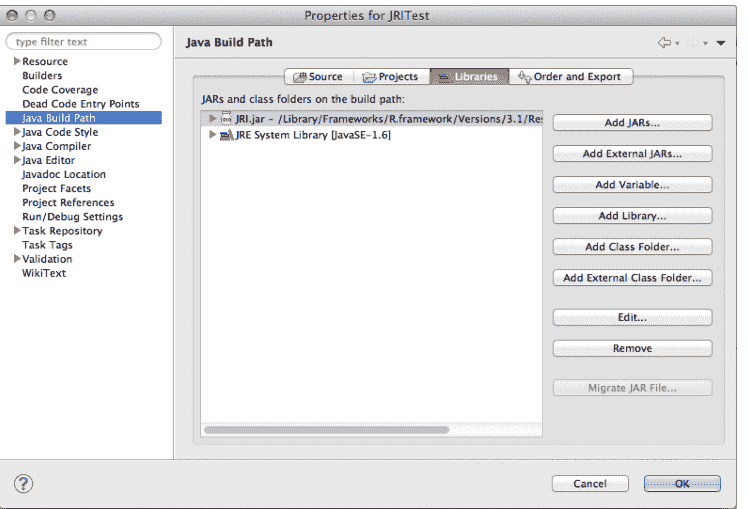 Properties for JRITest
type filter text
Java Build Path
Resource
Builders
Code Coverage
Dead Code Entry Points
Java Build Path
Java Code Style
Java Compiler
Java Editor
Javadoc Location
Project Facets
Project References
Run/Debug Settings
Task Repository
Task Tags
Validation
WikiText
Source
Projects
Libraries
Order and Export
JARs and class folders on the build path:
JRI.jar - /Library/Frameworks/R.framework/Versions/3.1/Res
JRE System Library [JavaSE-1.6]
Add JARs...
Add External JARs...
Add Variable...
Add Library...
Add Class Folder...
Add External Class Folder...
Edit...
Remove
Migrate JAR File...
?
Cancel
OK